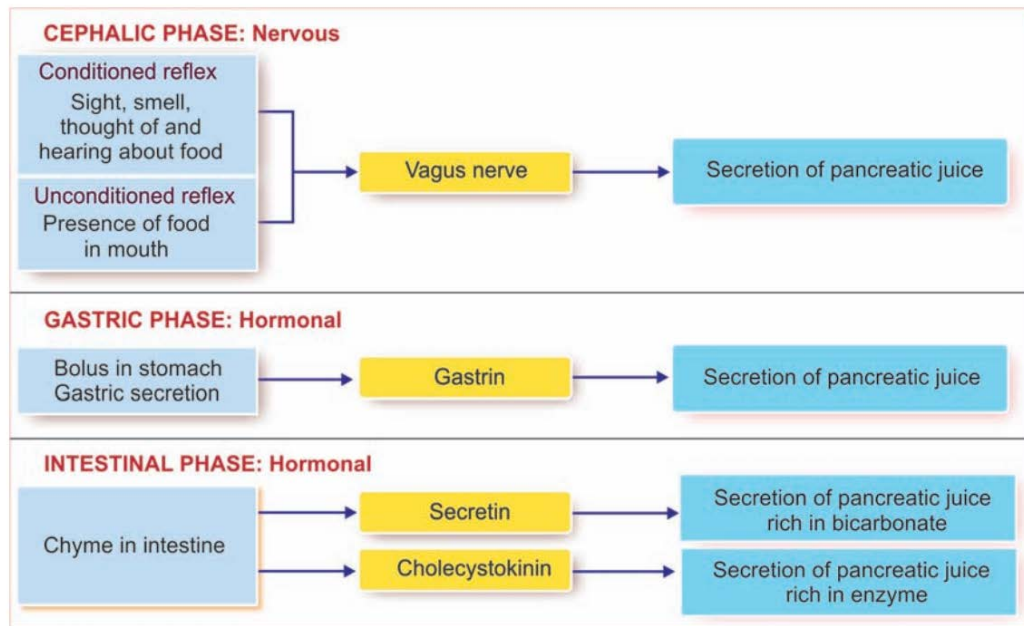 CEPHALIC PHASE: Nervous
Conditioned reflex
Sight, smell,
thought of and
hearing about food
Unconditioned reflex
Presence of food
in mouth
Vagus nerve
Secretion of pancreatic juice
GASTRIC PHASE: Hormonal
Bolus in stomach
Gastric secretion
Gastrin
Secretion of pancreatic juice
INTESTINAL PHASE: Hormonal
Chyme in intestine
Secretin
Secretion of pancreatic juice
rich in bicarbonate
Cholecystokinin
Secretion of pancreatic juice
rich in enzyme